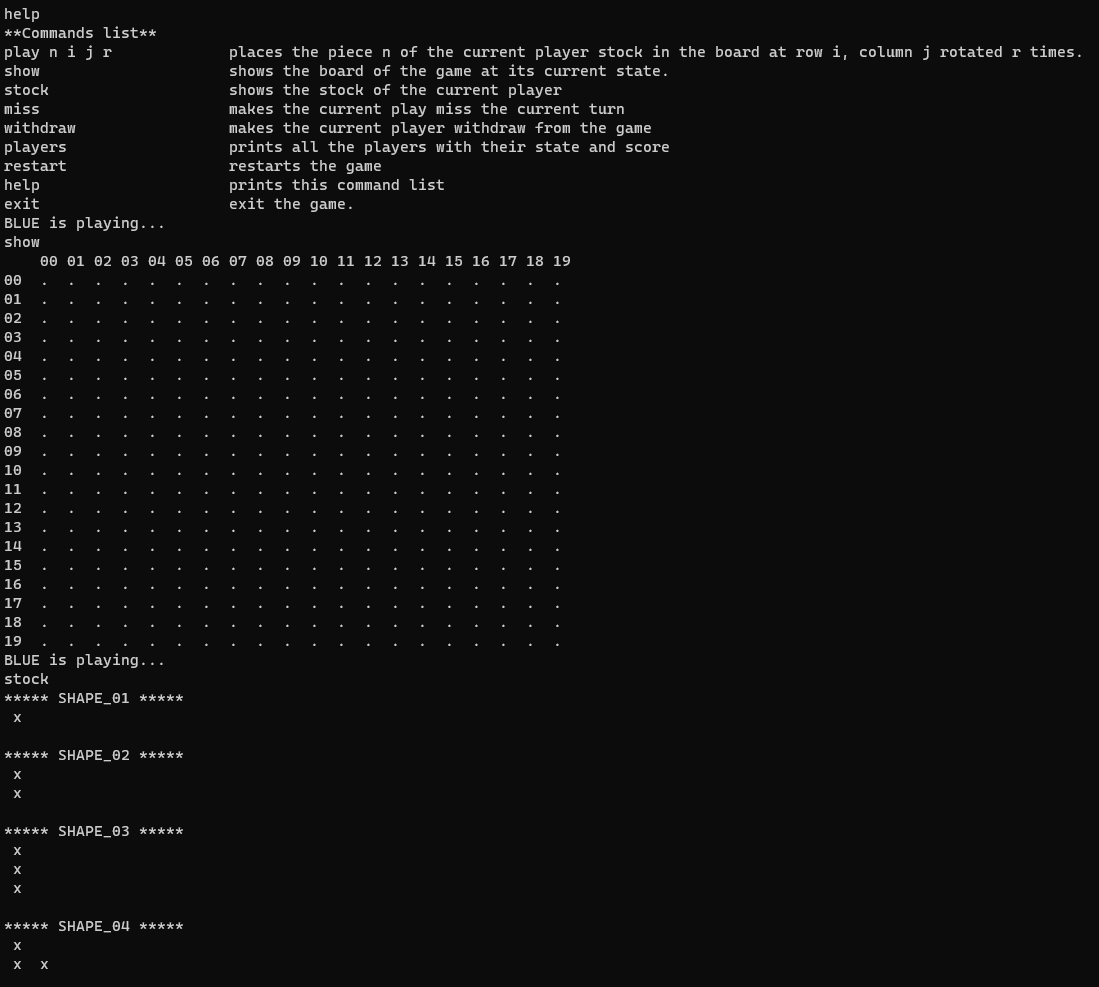 help
**Commands list**
play n i j r             places the piece n of the current player stock in the board at row i, column j rotated r times.
show                     shows the board of the game at its current state.
stock                    shows the stock of the current player
miss                     makes the current play miss the current turn
withdraw                 makes the current player withdraw from the game
players                  prints all the players with their state and score
restart                  restarts the game
help                     prints this command list
exit                     exit the game.
BLUE is playing...
show
    00 01 02 03 04 05 06 07 08 09 10 11 12 13 14 15 16 17 18 19
00  .  .  .  .  .  .  .  .  .  .  .  .  .  .  .  .  .  .  .  .
01  .  .  .  .  .  .  .  .  .  .  .  .  .  .  .  .  .  .  .  .
02  .  .  .  .  .  .  .  .  .  .  .  .  .  .  .  .  .  .  .  .
03  .  .  .  .  .  .  .  .  .  .  .  .  .  .  .  .  .  .  .  .
04  .  .  .  .  .  .  .  .  .  .  .  .  .  .  .  .  .  .  .  .
05  .  .  .  .  .  .  .  .  .  .  .  .  .  .  .  .  .  .  .  .
06  .  .  .  .  .  .  .  .  .  .  .  .  .  .  .  .  .  .  .  .
07  .  .  .  .  .  .  .  .  .  .  .  .  .  .  .  .  .  .  .  .
08  .  .  .  .  .  .  .  .  .  .  .  .  .  .  .  .  .  .  .  .
09  .  .  .  .  .  .  .  .  .  .  .  .  .  .  .  .  .  .  .  .
10  .  .  .  .  .  .  .  .  .  .  .  .  .  .  .  .  .  .  .  .
11  .  .  .  .  .  .  .  .  .  .  .  .  .  .  .  .  .  .  .  .
12  .  .  .  .  .  .  .  .  .  .  .  .  .  .  .  .  .  .  .  .
13  .  .  .  .  .  .  .  .  .  .  .  .  .  .  .  .  .  .  .  .
14  .  .  .  .  .  .  .  .  .  .  .  .  .  .  .  .  .  .  .  .
15  .  .  .  .  .  .  .  .  .  .  .  .  .  .  .  .  .  .  .  .
16  .  .  .  .  .  .  .  .  .  .  .  .  .  .  .  .  .  .  .  .
17  .  .  .  .  .  .  .  .  .  .  .  .  .  .  .  .  .  .  .  .
18  .  .  .  .  .  .  .  .  .  .  .  .  .  .  .  .  .  .  .  .
19  .  .  .  .  .  .  .  .  .  .  .  .  .  .  .  .  .  .  .  .
BLUE is playing...
stock
***** SHAPE_01 *****
 x
***** SHAPE_02 *****
 x
 x
***** SHAPE_03 *****
 x
 x
 x
***** SHAPE_04 *****
 x
 x  x